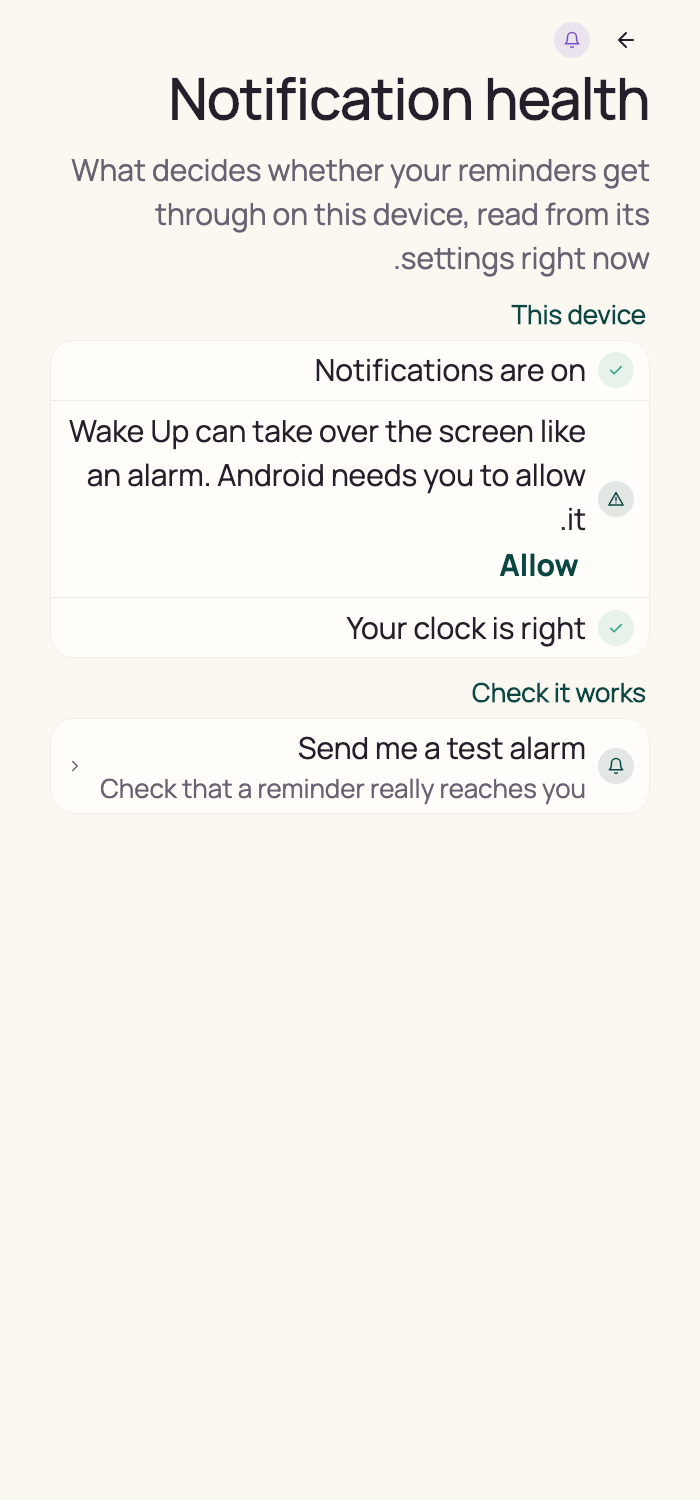 Notification health
What decides whether your reminders get
through on this device, read from its
.settings right now
This device
Notifications are on
Wake Up can take over the screen like
an alarm. Android needs you to allow
.it
Allow
Your clock is right
Check it works
Send me a test alarm
Check that a reminder really reaches you